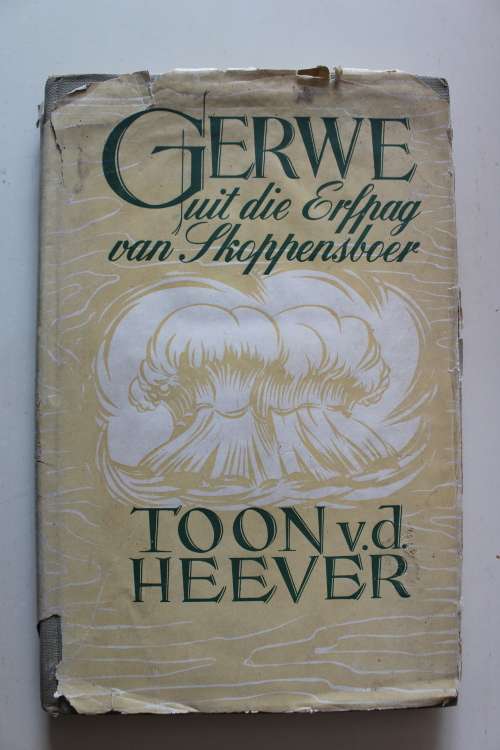 GERWE
uit die Erfpag
van Skoppensboer
TOON v.d.
HEEVER